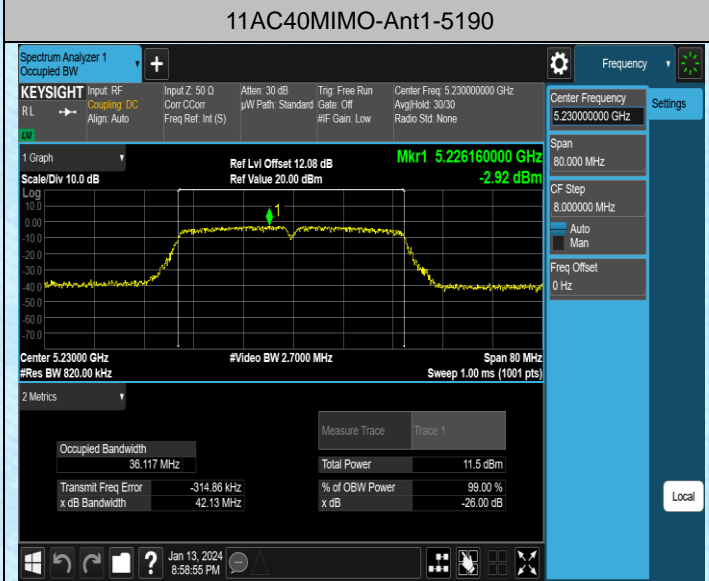 11AC40MIMO-Ant1-5190
Spectrum Analyzer 1
Occupied BW
+
Frequency
KEYSIGHT
R L
LXI
Input: RF
Coupling: DC
Align: Auto
Input Z: 50 Ω
Corr CCorr
Freq Ref: Int (S)
Atten: 30 dB
µW Path: Standard
Trig: Free Run
Gate: Off
#IF Gain: Low
Center Freq: 5.230000000 GHz
Avg|Hold: 30/30
Radio Std: None
Center Frequency
5.230000000 GHz
Settings
Span
80.000 MHz
CF Step
8.000000 MHz
Auto
Man
Freq Offset
0 Hz
Local
1 Graph
Scale/Div 10.0 dB
Ref Lvl Offset 12.08 dB
Ref Value 20.00 dBm
Mkr1 5.226160000 GHz
-2.92 dBm
Log
10.0
0.00
-10.0
-20.0
-30.0
-40.0
-50.0
-60.0
-70.0
1
Center 5.23000 GHz
#Res BW 820.00 kHz
#Video BW 2.7000 MHz
Span 80 MHz
Sweep 1.00 ms (1001 pts)
2 Metrics
Measure Trace Trace 1
Occupied Bandwidth
36.117 MHz
Total Power 11.5 dBm
Transmit Freq Error -314.86 kHz
% of OBW Power 99.00 %
x dB Bandwidth 42.13 MHz
x dB -26.00 dB
?
Jan 13, 2024
8:58:55 PM